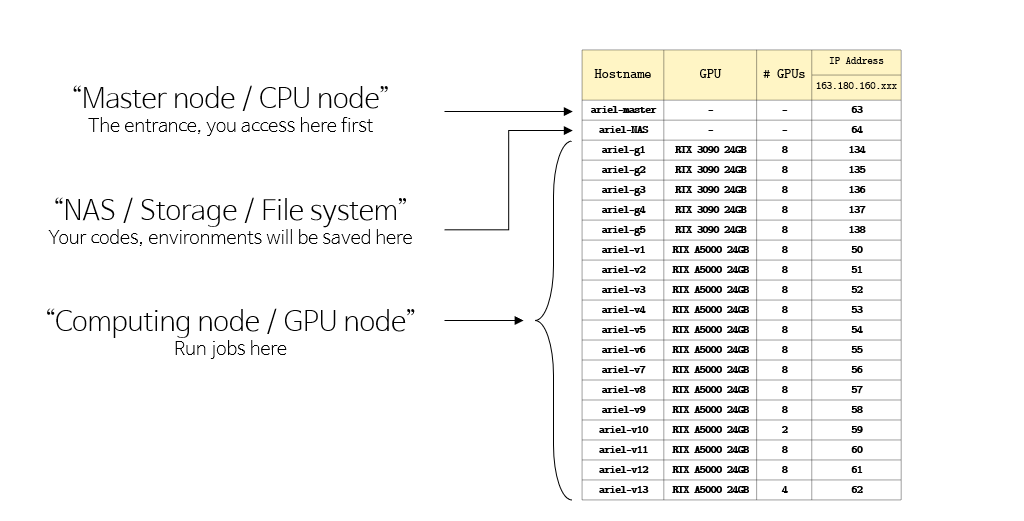 “Master node / CPU node”
The entrance, you access here first
“NAS / Storage / File system”
Your codes, environments will be saved here
“Computing node / GPU node”
Run jobs here
Hostname GPU # GPUs IP Address
163.180.160.xxx
ariel-master - - 63
ariel-NAS - - 64
ariel-g1 RTX 3090 24GB 8 134
ariel-g2 RTX 3090 24GB 8 135
ariel-g3 RTX 3090 24GB 8 136
ariel-g4 RTX 3090 24GB 8 137
ariel-g5 RTX 3090 24GB 8 138
ariel-v1 RTX A5000 24GB 8 50
ariel-v2 RTX A5000 24GB 8 51
ariel-v3 RTX A5000 24GB 8 52
ariel-v4 RTX A5000 24GB 8 53
ariel-v5 RTX A5000 24GB 8 54
ariel-v6 RTX A5000 24GB 8 55
ariel-v7 RTX A5000 24GB 8 56
ariel-v8 RTX A5000 24GB 8 57
ariel-v9 RTX A5000 24GB 8 58
ariel-v10 RTX A5000 24GB 2 59
ariel-v11 RTX A5000 24GB 8 60
ariel-v12 RTX A5000 24GB 8 61
ariel-v13 RTX A5000 24GB 4 62